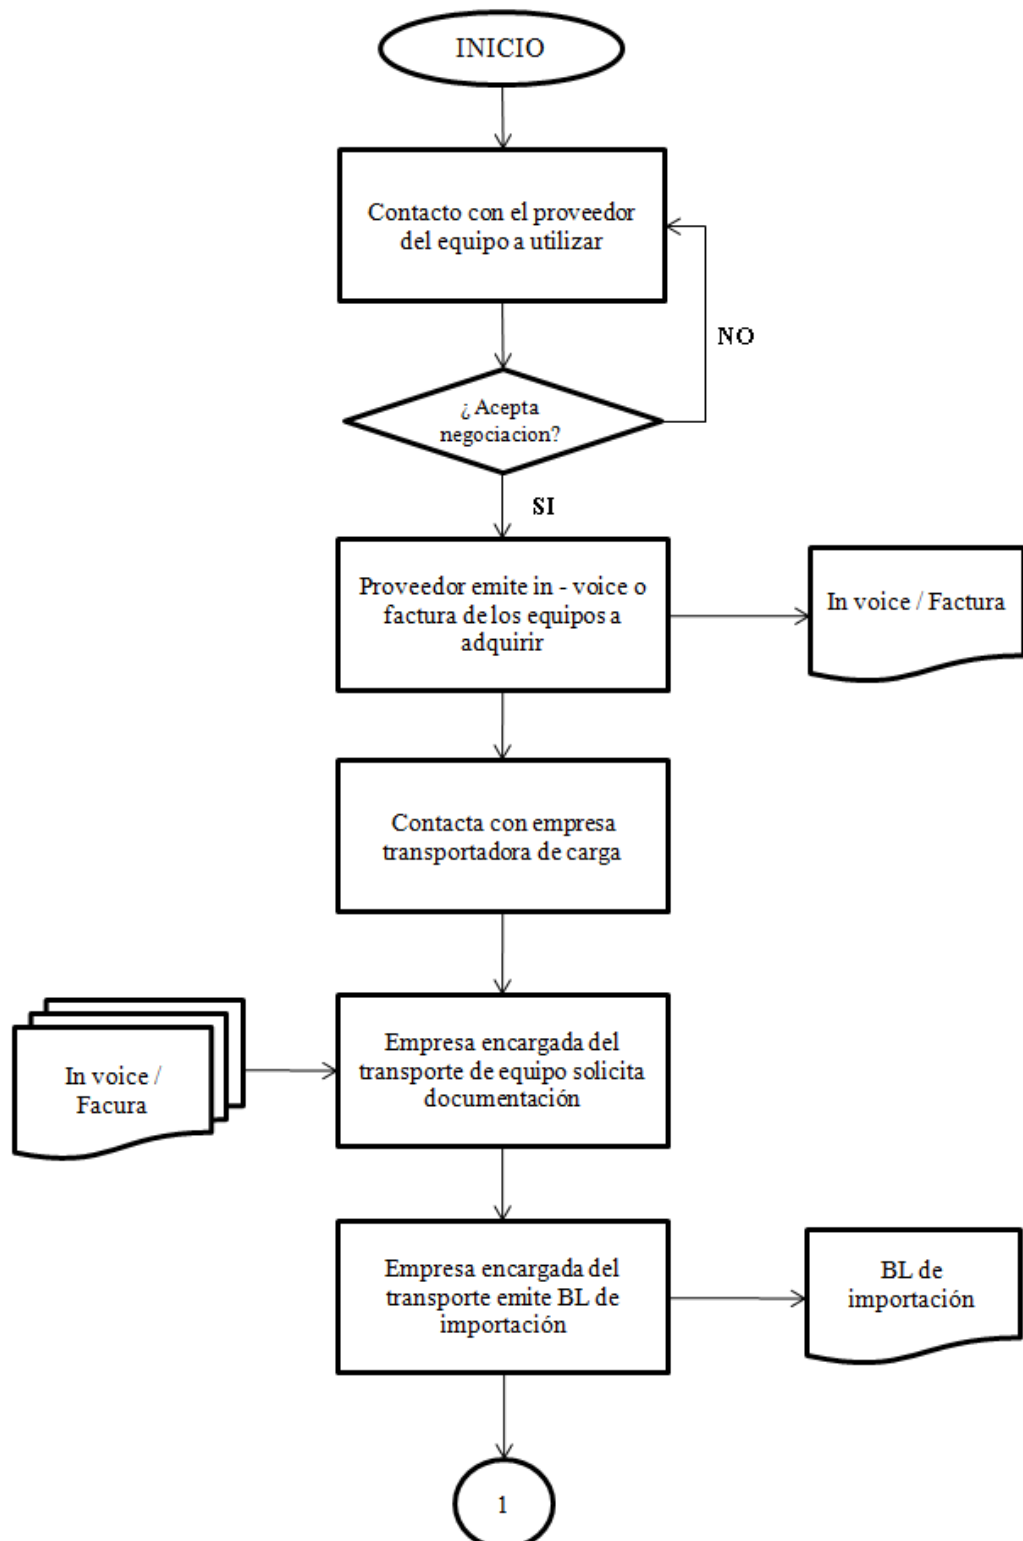 INICIO
Contacto con el proveedor
del equipo a utilizar
NO
¿Acepta
negociacion?
SI
Proveedor emite in - voice o
factura de los equipos a
adquirir
In voice / Factura
Contacta con empresa
transportadora de carga
Empresa encargada del
transporte de equipo solicita
documentación
In voice /
Facura
Empresa encargada del
transporte emite BL de
importación
BL de
importación
1